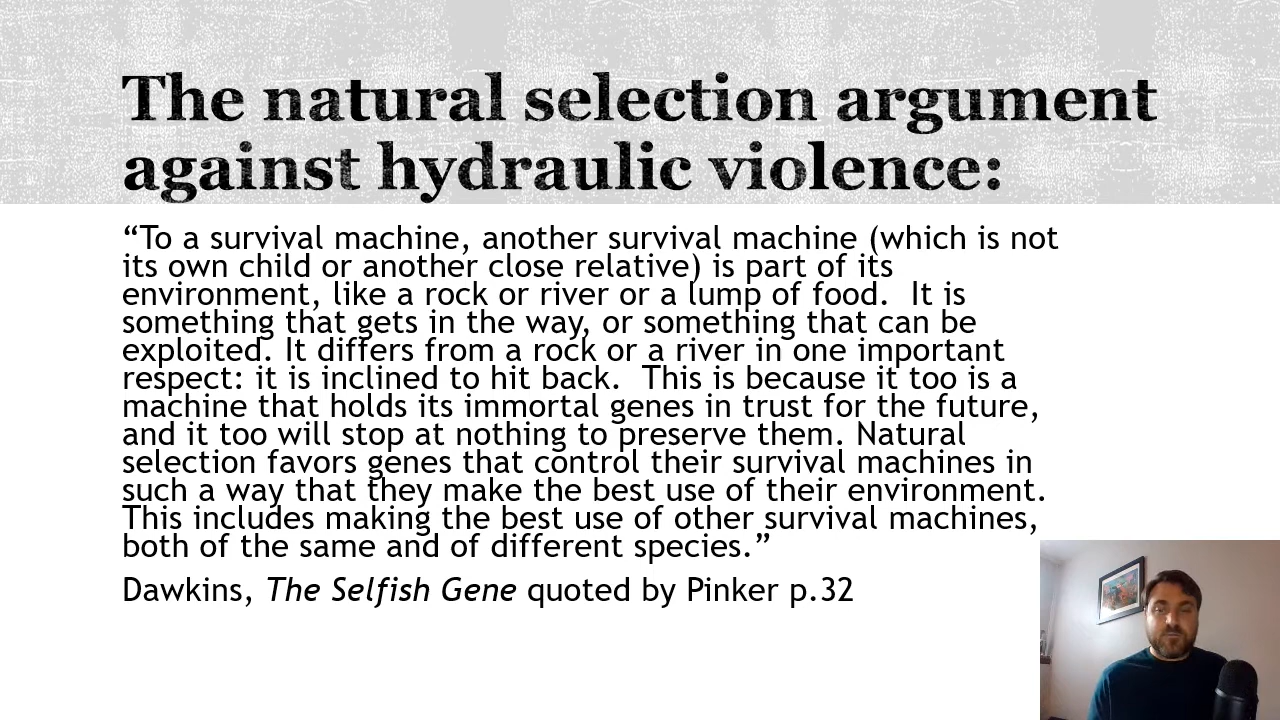 The natural selection argument
against hydraulic violence:
“To a survival machine, another survival machine (which is not
its own child or another close relative) is part of its
environment, like a rock or river or a lump of food.  It is
something that gets in the way, or something that can be
exploited. It differs from a rock or a river in one important
respect: it is inclined to hit back.  This is because it too is a
machine that holds its immortal genes in trust for the future,
and it too will stop at nothing to preserve them. Natural
selection favors genes that control their survival machines in
such a way that they make the best use of their environment.
This includes making the best use of other survival machines,
both of the same and of different species.”
Dawkins, The Selfish Gene quoted by Pinker p.32